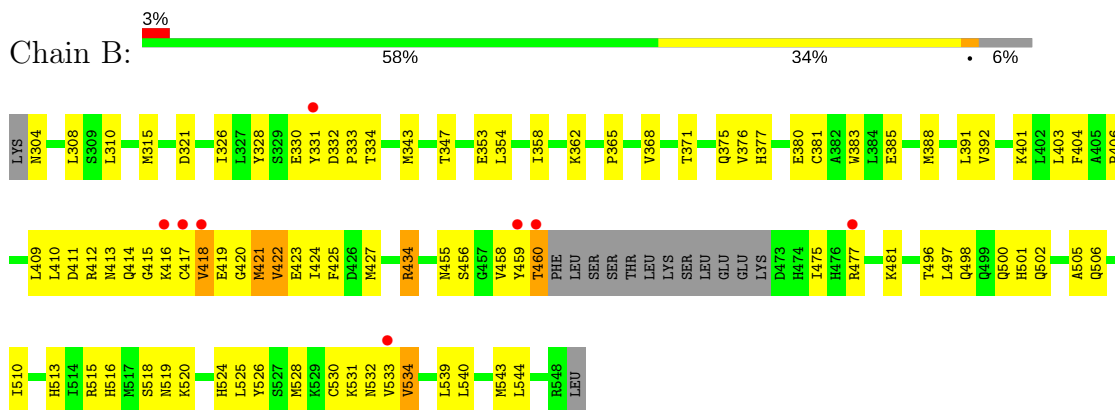 3%
Chain B:
58% 34% • 6%
LYS N304 L308 S309 L310 M315 D321 I326 L327 Y328 S329 E330 Y331 D332 P333 T334 M343 T347 E353 L354 I358 K362 P365 V368 T371 Q375 V376 H377 E380 C381 A382 W383 L384 E385 M388 L391 V392 K401 L402 L403 F404 A405 P406
L409 L410 D411 R412 N413 Q414 G415 K416 C417 V418 E419 G420 M421 V422 E423 I424 F425 D426 M427 R434 N455 S456 G457 V458 Y459 T460 PHE LEU SER SER THR LEU LYS SER LEU GLU GLU LYS D473 H474 I475 H476 R477 K481 T496 L497 Q498 Q499 Q500 H501 Q502 A505 Q506
I510 H513 I514 R515 H516 M517 S518 N519 K520 H524 L525 Y526 S527 M528 K529 C530 K531 N532 V533 V534 L539 L540 M543 L544 R548 LEU